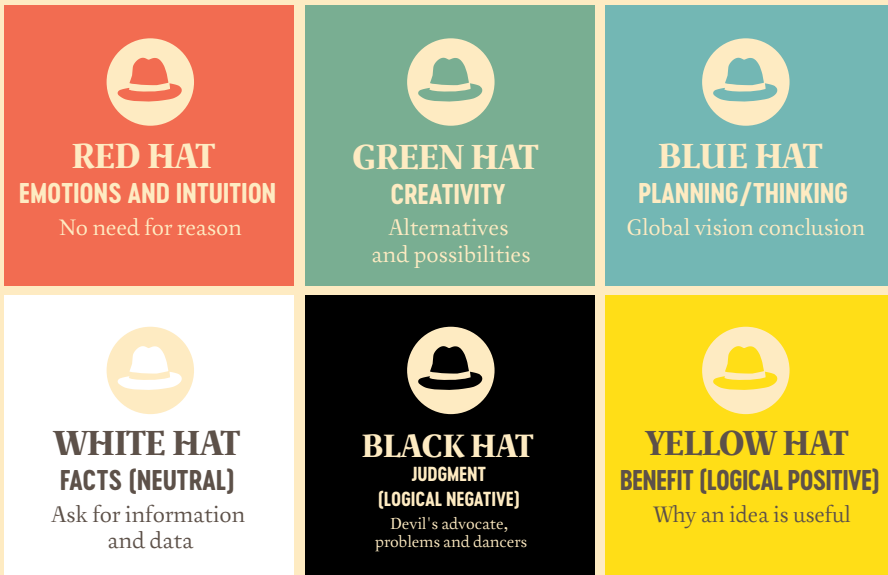 RED HAT
EMOTIONS AND INTUITION
No need for reason
GREEN HAT
CREATIVITY
Alternatives
and possibilities
BLUE HAT
PLANNING/THINKING
Global vision conclusion
WHITE HAT
FACTS (NEUTRAL)
Ask for information
and data
BLACK HAT
JUDGMENT
(LOGICAL NEGATIVE)
Devil's advocate,
problems and dancers
YELLOW HAT
BENEFIT (LOGICAL POSITIVE)
Why an idea is useful